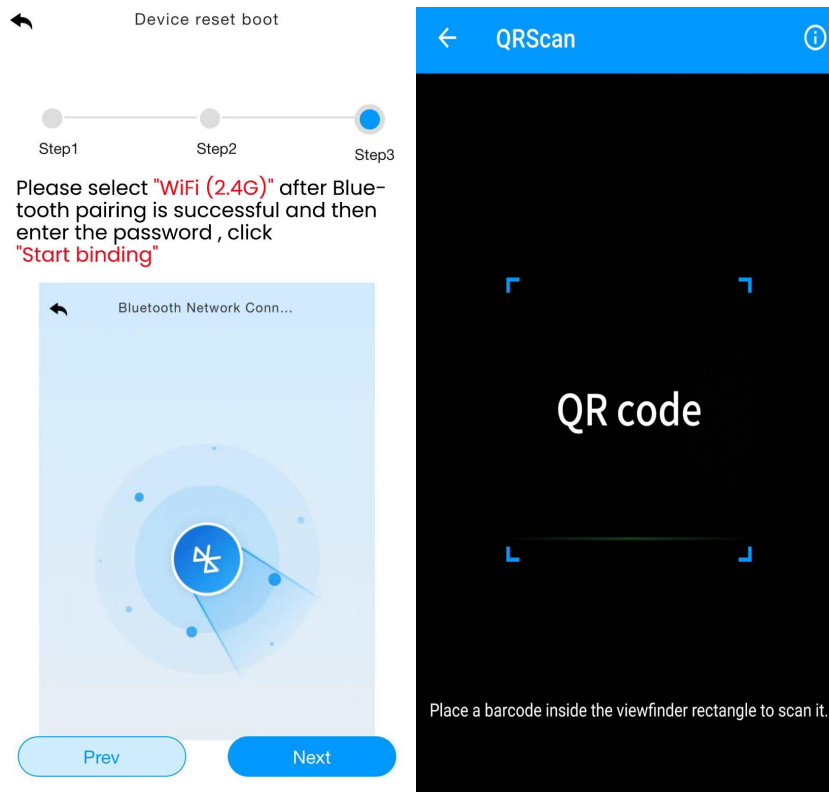 Device reset boot
Step1
Step2
Step3
Please select "WiFi (2.4G)" after Blue-
tooth pairing is successful and then
enter the password , click
"Start binding"
Bluetooth Network Conn...
Prev
Next
QRScan
QR code
Place a barcode inside the viewfinder rectangle to scan it.